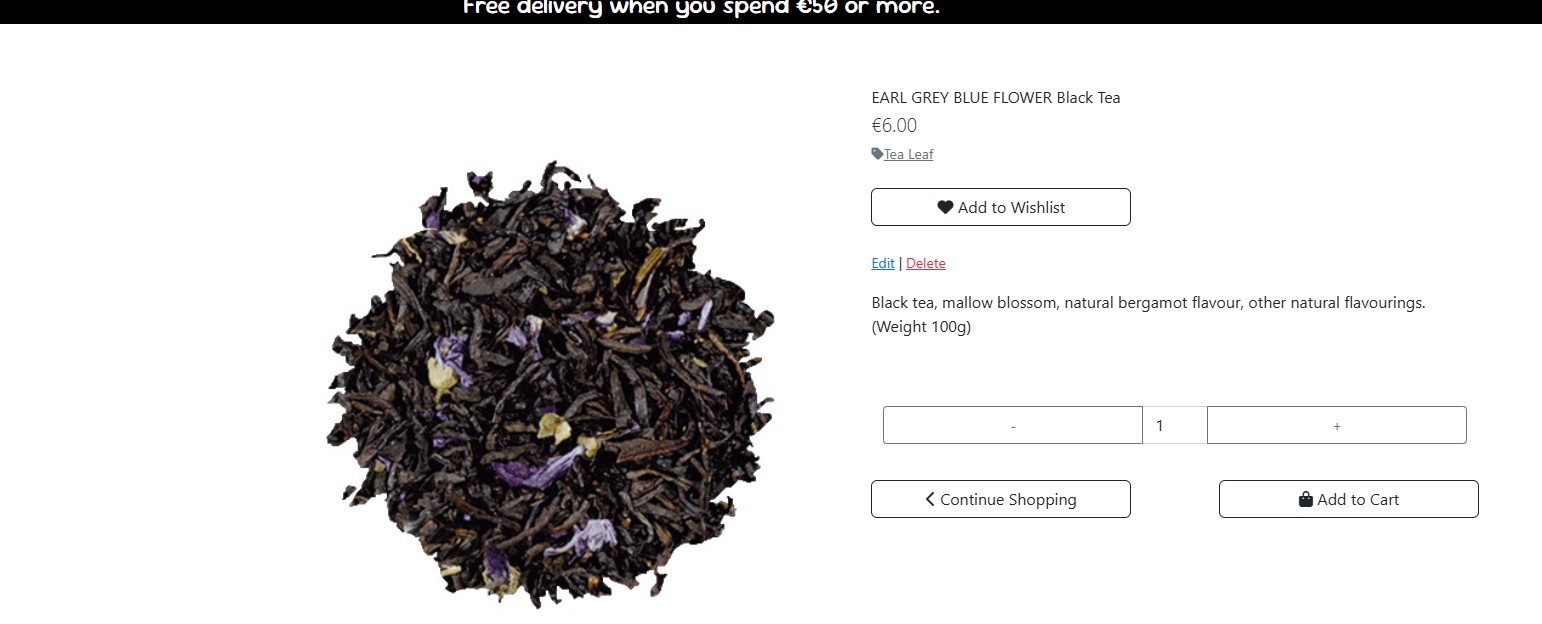 Free delivery when you spend €50 or more.
EARL GREY BLUE FLOWER Black Tea
€6.00
Tea Leaf
Add to Wishlist
Edit | Delete
Black tea, mallow blossom, natural bergamot flavour, other natural flavourings.
(Weight 100g)
- 1 +
Continue Shopping
Add to Cart